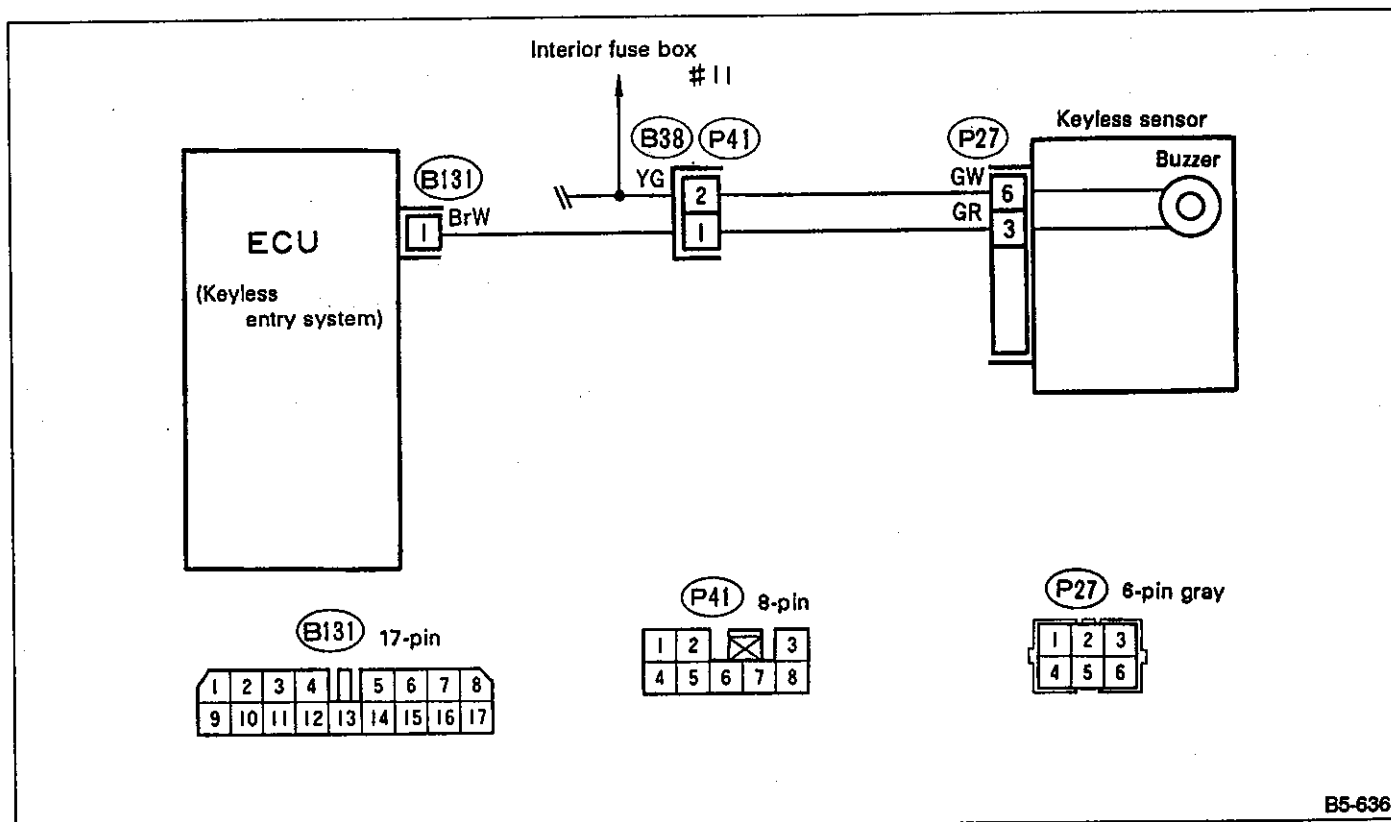 Interior fuse box
#11
Keyless sensor
B38 P41 P27
Buzzer
B131 YG 2 GW 6
BrW GR
1 1 3
ECU
(Keyless
entry system)
P41 8-pin
P27 6-pin gray
B131 17-pin
1 2 3
1 2 3
4 5 6 7 8
4 5 6
1 2 3 4 5 6 7 8
9 10 11 12 13 14 15 16 17
B5-636